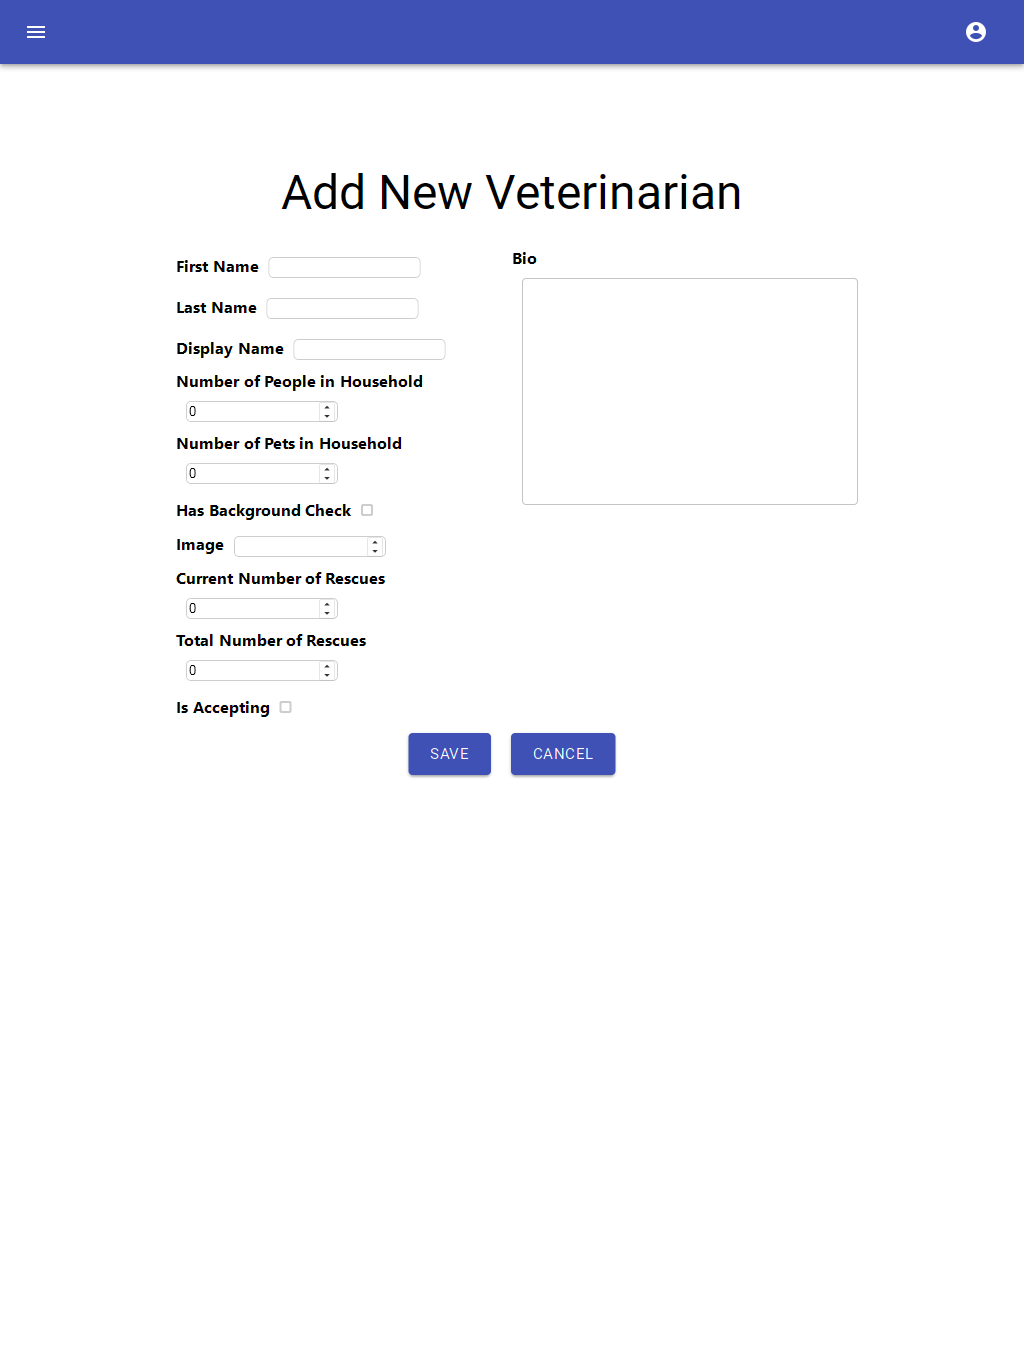 Add New Veterinarian
First Name
Last Name
Display Name
Number of People in Household
0
Number of Pets in Household
0
Has Background Check
Image
Current Number of Rescues
0
Total Number of Rescues
0
Is Accepting
Bio
SAVE CANCEL